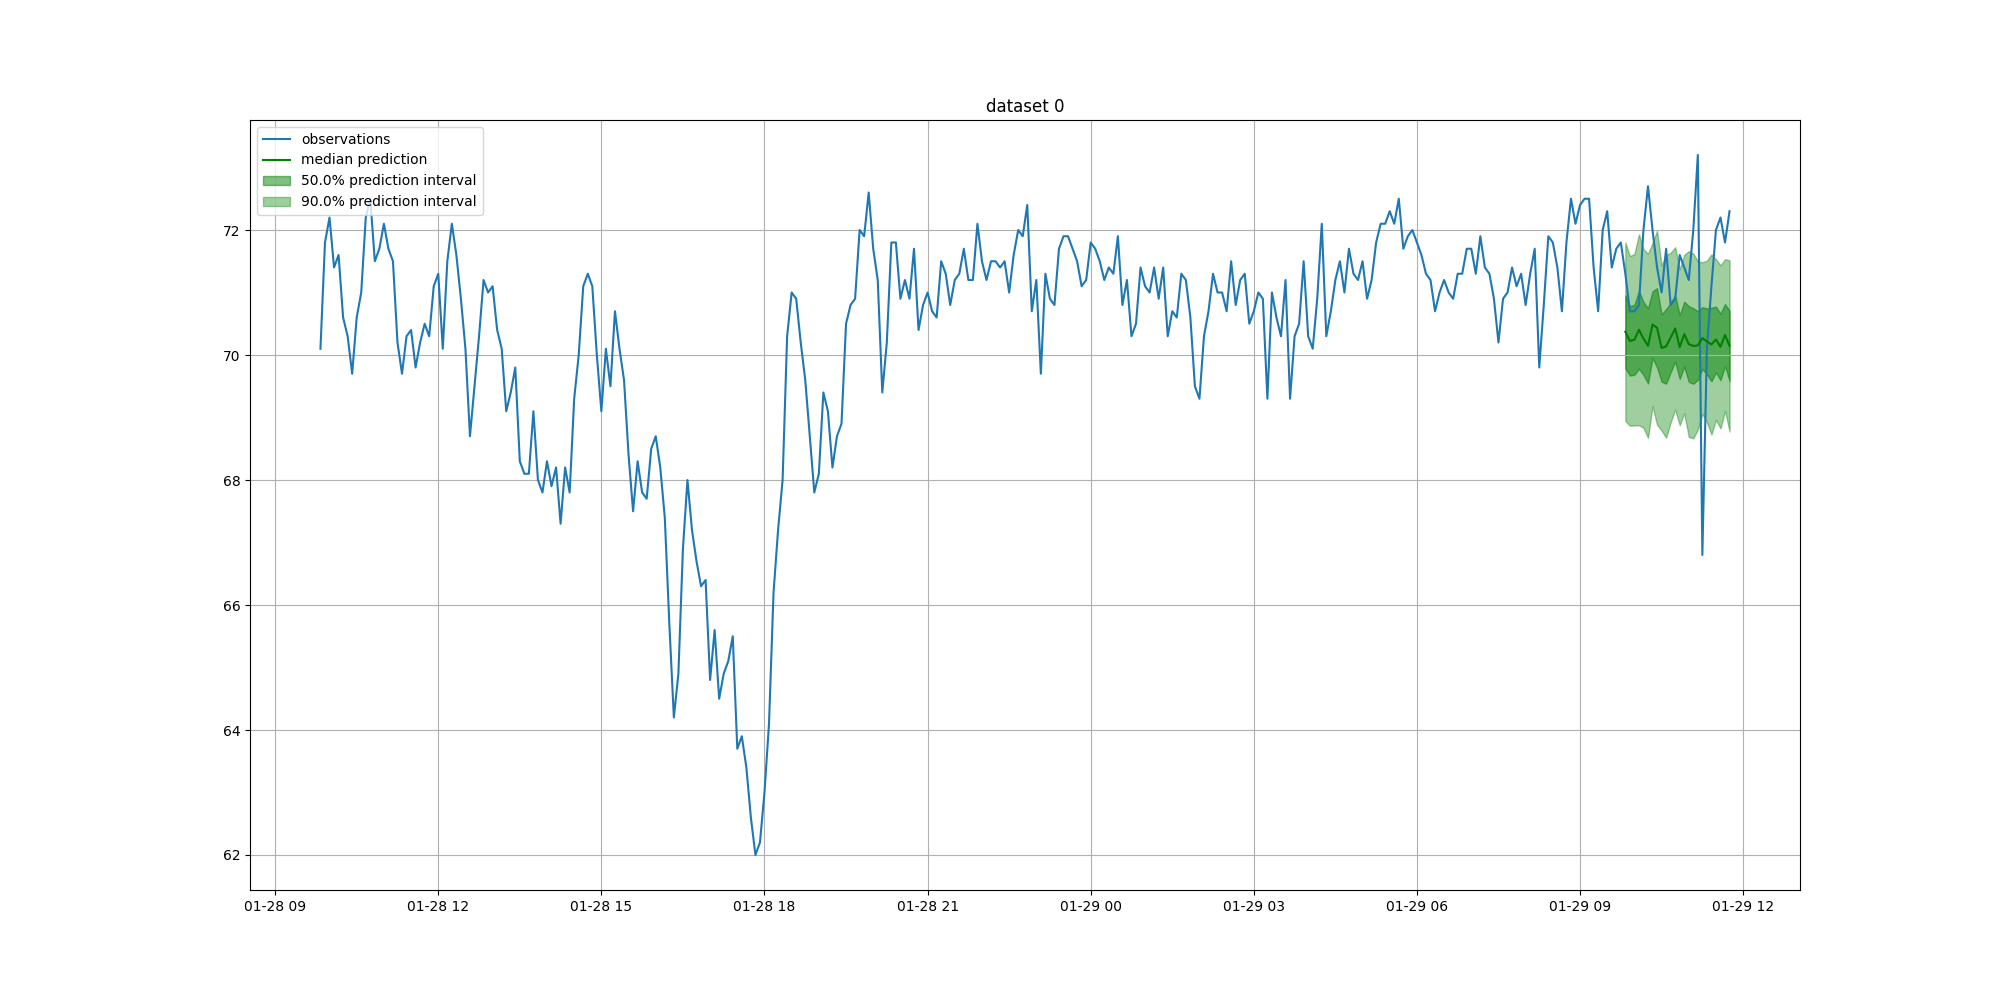 dataset 0
observations
median prediction
50.0% prediction interval
90.0% prediction interval
72
70
68
66
64
62
01-28 09 01-28 12 01-28 15 01-28 18 01-28 21 01-29 00 01-29 03 01-29 06 01-29 09 01-29 12